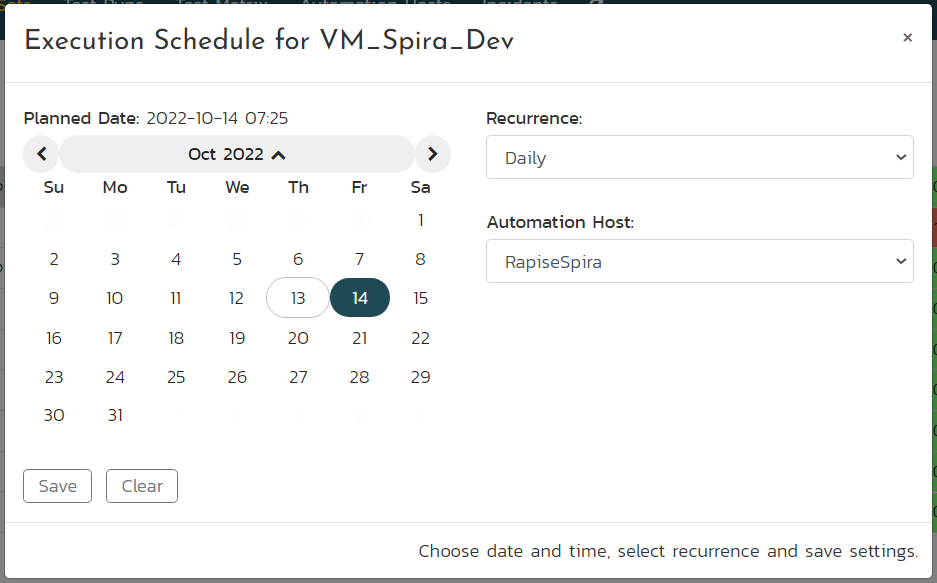 Execution Schedule for VM_Spira_Dev
×
Planned Date: 2022-10-14 07:25
Oct 2022
Su Mo Tu We Th Fr Sa
25 26 27 28 29 30 1
2 3 4 5 6 7 8
9 10 11 12 13 14 15
16 17 18 19 20 21 22
23 24 25 26 27 28 29
30 31 1 2 3 4 5
Recurrence:
Daily
Automation Host:
RapiseSpira
Save Clear
Choose date and time, select recurrence and save settings.